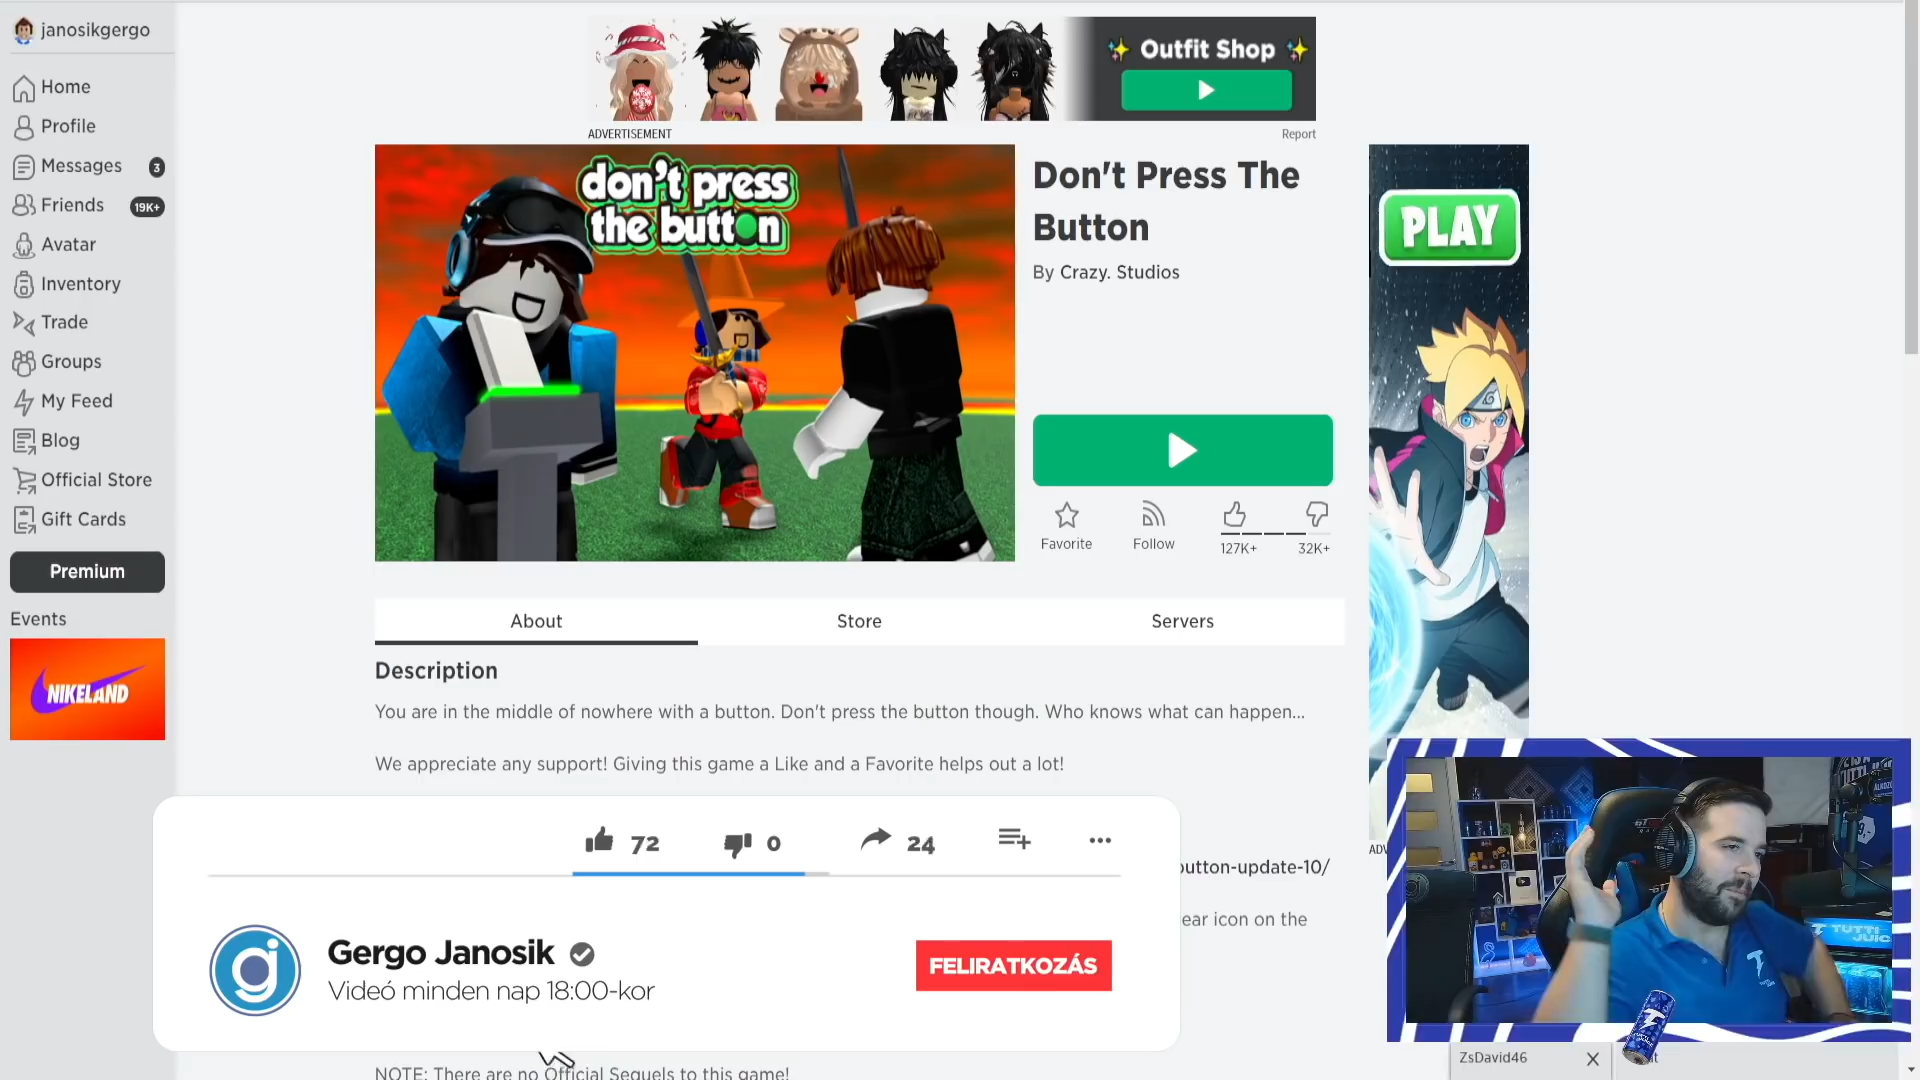 janosikgergo
Home
Profile
Messages 3
Friends 19K+
Avatar
Inventory
Trade
Groups
My Feed
Blog
Official Store
Gift Cards
Premium
Events
NIKELAND
Outfit Shop
ADVERTISEMENT
Report
don't press
the button
Don't Press The
Button
By Crazy. Studios
Favorite
Follow
127K+
32K+
PLAY
About
Store
Servers
Description
You are in the middle of nowhere with a button. Don't press the button though. Who knows what can happen...
We appreciate any support! Giving this game a Like and a Favorite helps out a lot!
utton-update-10/
ear icon on the
72
0
24
Gergo Janosik
Videó minden nap 18:00-kor
FELIRATKOZÁS
NOTE: There are no Official Sequels to this game!
TUTTI
JUIC
ZsDavid46